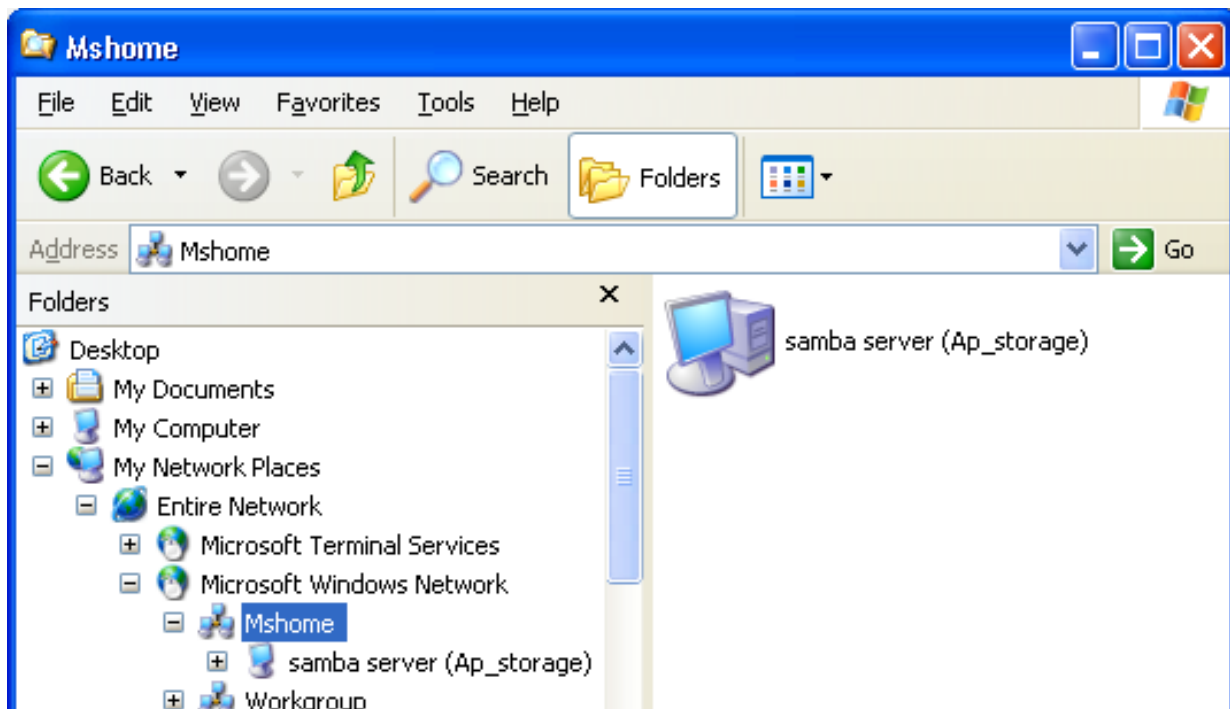 Mshome
File Edit View Favorites Tools Help
Back Search Folders
Address Mshome Go
Folders
Desktop
My Documents
My Computer
My Network Places
Entire Network
Microsoft Terminal Services
Microsoft Windows Network
Mshome
samba server (Ap_storage)
Workgroup
samba server (Ap_storage)